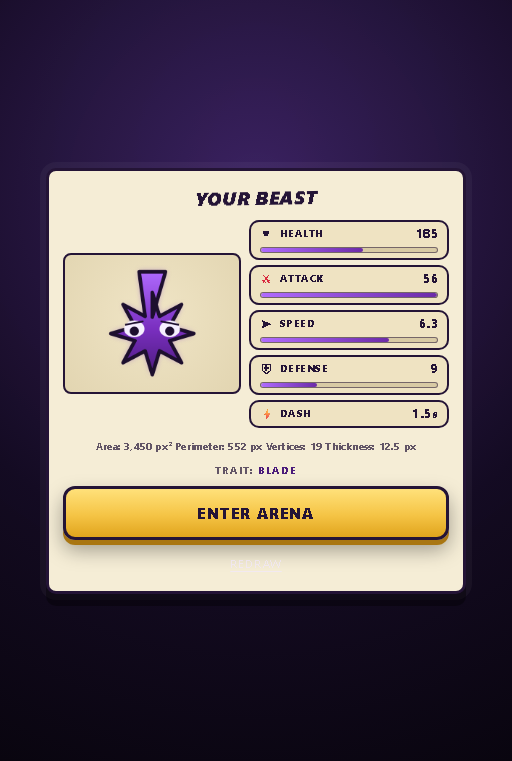 YOUR BEAST
HEALTH 185
ATTACK 56
SPEED 6.3
DEFENSE 9
DASH 1.5s
Area: 3,450 px² Perimeter: 552 px Vertices: 19 Thickness: 12.5 px
TRAIT: BLADE
ENTER ARENA